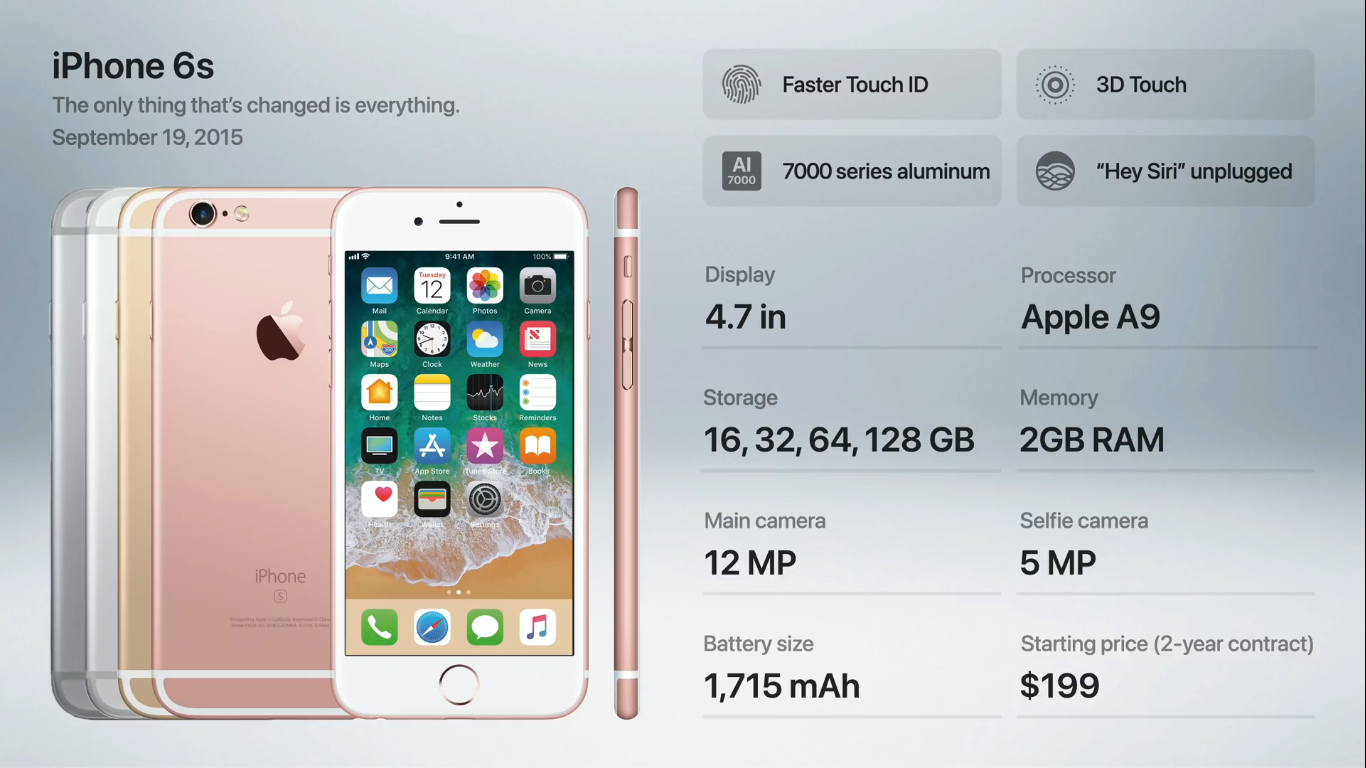 iPhone 6s
The only thing that's changed is everything.
September 19, 2015
Faster Touch ID
3D Touch
Al
7000
7000 series aluminum
“Hey Siri” unplugged
9:41 AM
100%
Tuesday
12
Mail
Calendar
Photos
Camera
Maps
Clock
Weather
News
Home
Notes
Stocks
Reminders
TV
App Store
iTunes Store
Books
Health
Wallet
Settings
iPhone
S
Display
4.7 in
Processor
Apple A9
Storage
16, 32, 64, 128 GB
Memory
2GB RAM
Main camera
12 MP
Selfie camera
5 MP
Battery size
1,715 mAh
Starting price (2-year contract)
$199